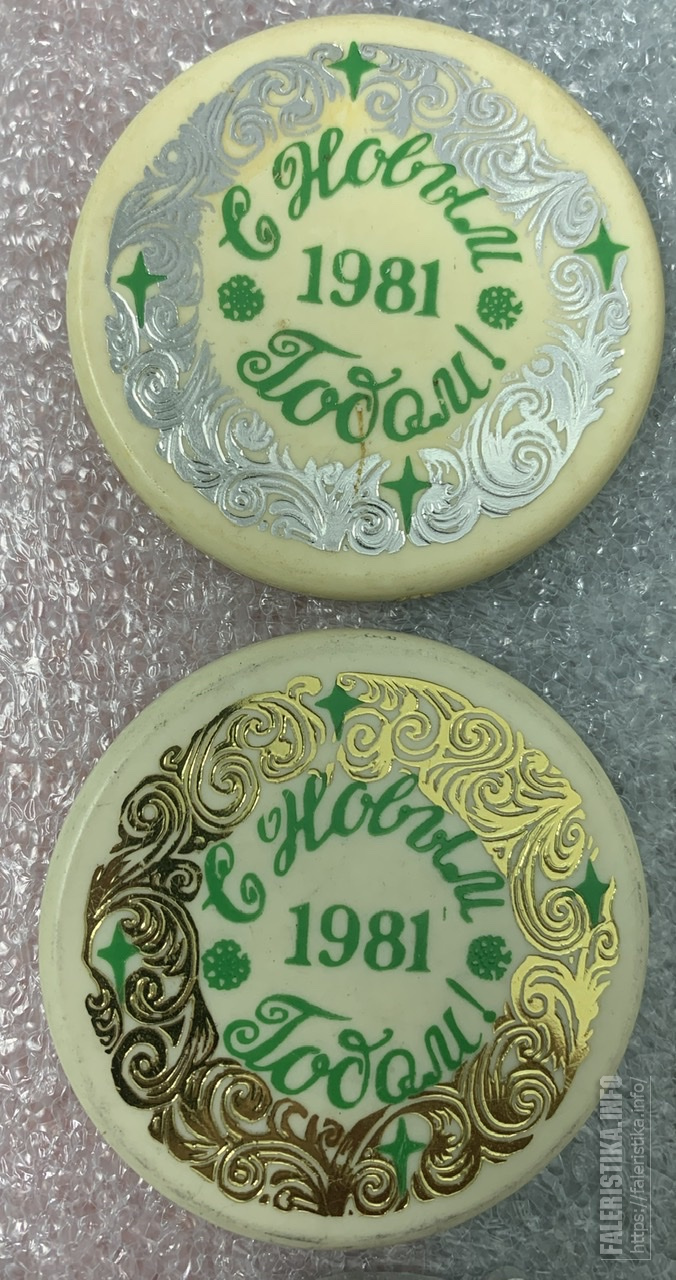 С Новым
1981
Годом!
С Новым
1981
Годом!
FALERISTIKA.INFO
https://faleristika.info